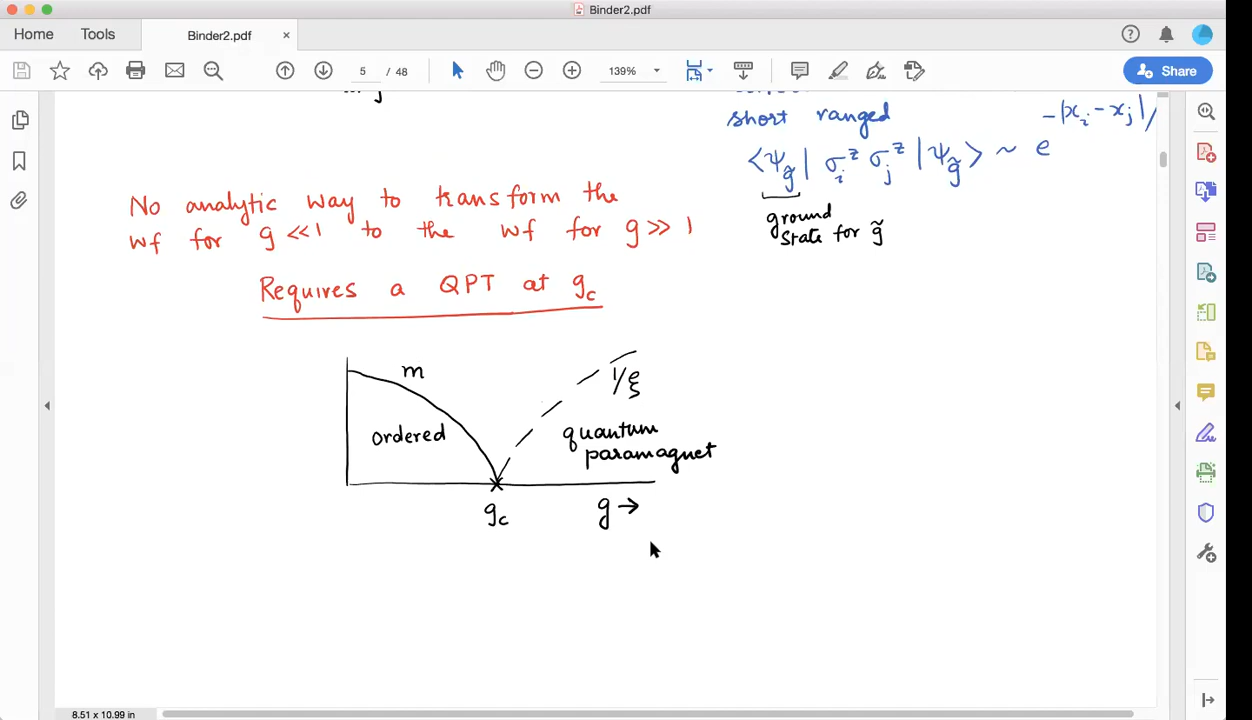 Binder2.pdf
Home Tools Binder2.pdf ×
5 / 48 139% Share
short ranged
-|x_i - x_j|/
<ψ_g̃| σ_i^z σ_j^z |ψ_g̃> ~ e
ground
state for g̃
No analytic way to transform the
wf for g << 1 to the wf for g >> 1
Requires a QPT at g_c
m
1/ξ
ordered
quantum
paramagnet
g_c
g →
8.51 x 10.99 in